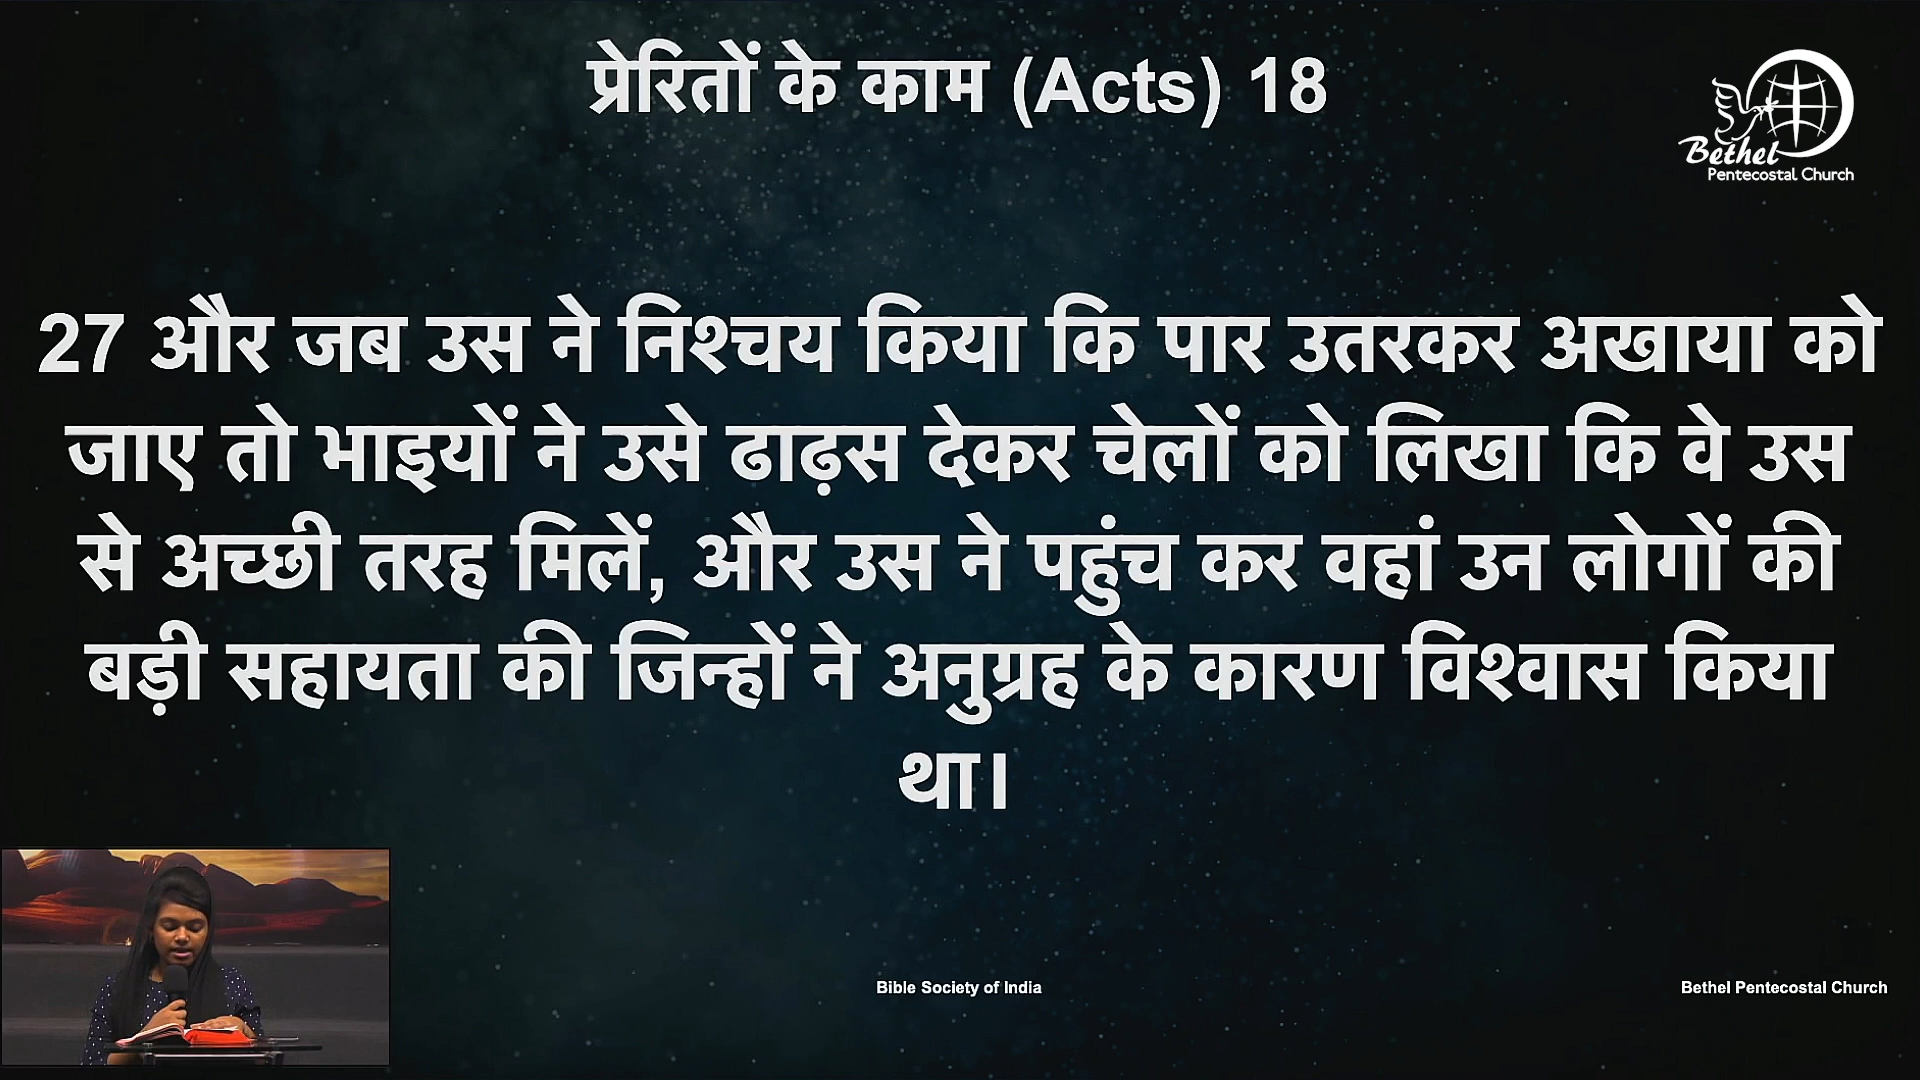 प्रेरितों के काम (Acts) 18
Bethel
Pentecostal Church
27 और जब उस ने निश्चय किया कि पार उतरकर अखाया को
जाए तो भाइयों ने उसे ढाढ़स देकर चेलों को लिखा कि वे उस
से अच्छी तरह मिलें, और उस ने पहुंच कर वहां उन लोगों की
बड़ी सहायता की जिन्हों ने अनुग्रह के कारण विश्वास किया
था।
Bible Society of India
Bethel Pentecostal Church